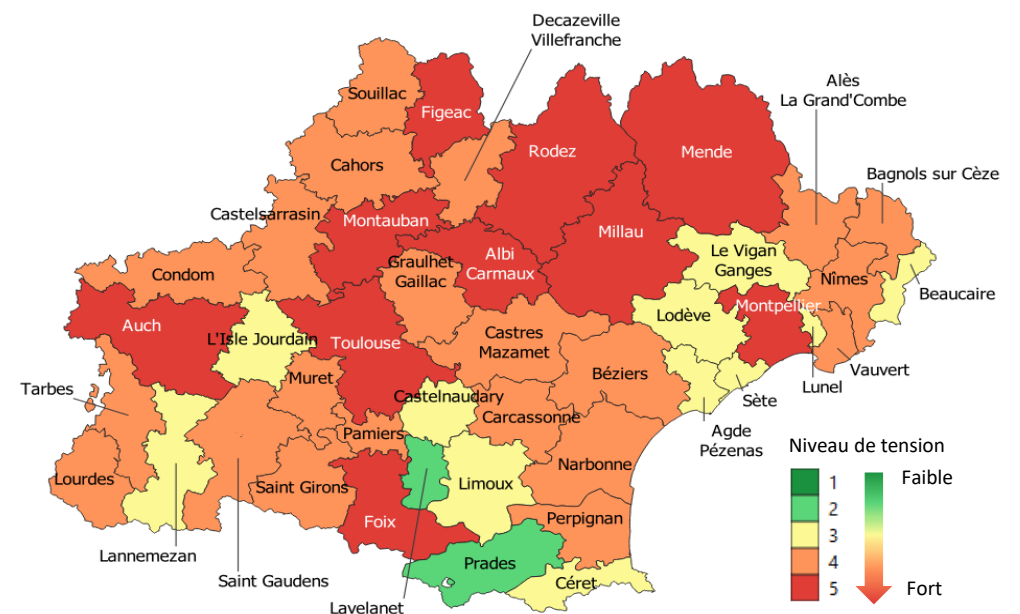 Decazeville
Villefranche
Souillac
Figeac
Alès
La Grand'Combe
Rodez
Mende
Cahors
Bagnols sur Cèze
Castelsarrasin
Montauban
Millau
Albi
Carmaux
Le Vigan
Ganges
Graulhet
Gaillac
Condom
Nîmes
Beaucaire
Montpellier
Auch
Lodève
L'Isle Jourdain
Toulouse
Castres
Mazamet
Vauvert
Muret
Béziers
Lunel
Tarbes
Castelnaudary
Sète
Carcassonne
Pamiers
Agde
Pézenas
Niveau de tension
Narbonne
Lourdes
Saint Girons
Limoux
1
2
3
4
5
Faible
Fort
Foix
Perpignan
Lannemezan
Prades
Saint Gaudens
Céret
Lavelanet